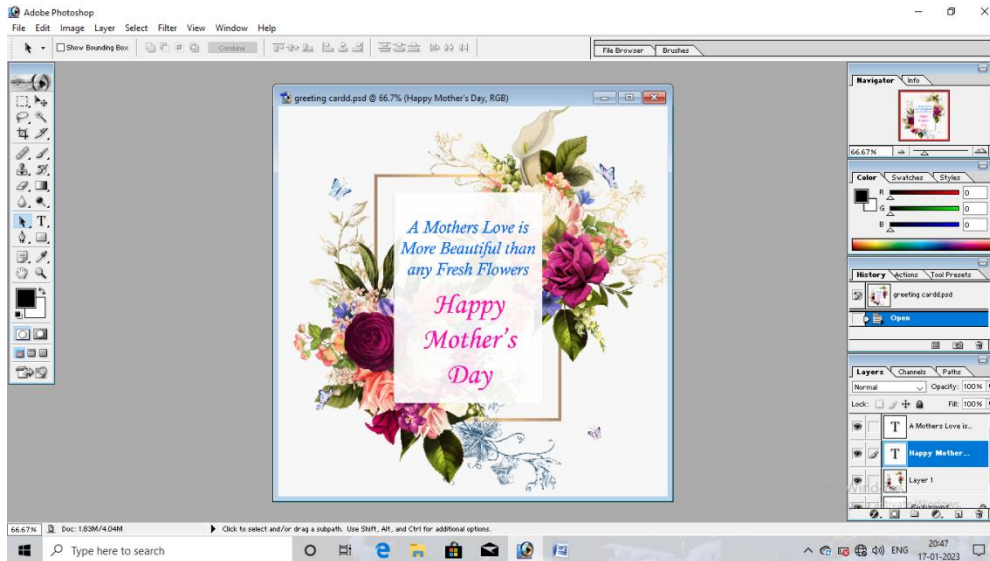 Adobe Photoshop
File Edit Image Layer Select Filter View Window Help
Show Bounding Box Combine File Browser Brushes
greeting cardd.psd @ 66.7% (Happy Mother's Day, RGB)
A Mothers Love is
More Beautiful than
any Fresh Flowers
Happy
Mother's
Day
Navigator Info
66.67%
Color Swatches Styles
R 0
G 0
B 0
History Actions Tool Presets
greeting cardd.psd
Open
Layers Channels Paths
Normal Opacity: 100%
Lock: Fill: 100%
T A Mothers Love is...
T Happy Mother...
Layer 1
66.67% Doc: 1.83M/4.04M Click to select and/or drag a subpath. Use Shift, Alt, and Ctrl for additional options.
Type here to search
ENG 20:47
17-01-2023